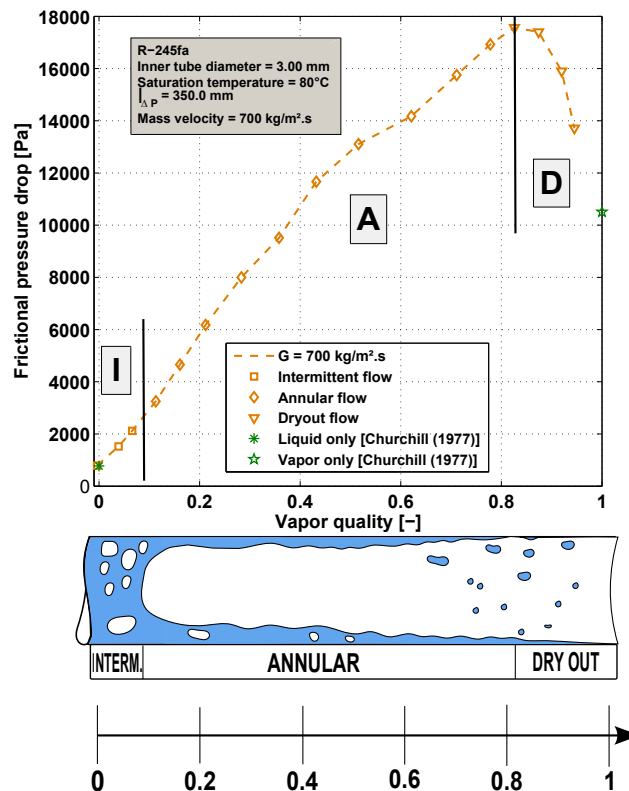 18000
16000
14000
12000
10000
8000
6000
4000
2000
0
Frictional pressure drop [Pa]
R−245fa
Inner tube diameter = 3.00 mm
Saturation temperature = 80°C
l∆ P = 350.0 mm
Mass velocity = 700 kg/m².s
I
A
D
G = 700 kg/m².s
Intermittent flow
Annular flow
Dryout flow
Liquid only [Churchill (1977)]
Vapor only [Churchill (1977)]
0 0.2 0.4 0.6 0.8 1
Vapor quality [−]
INTERM. ANNULAR DRY OUT
0 0.2 0.4 0.6 0.8 1